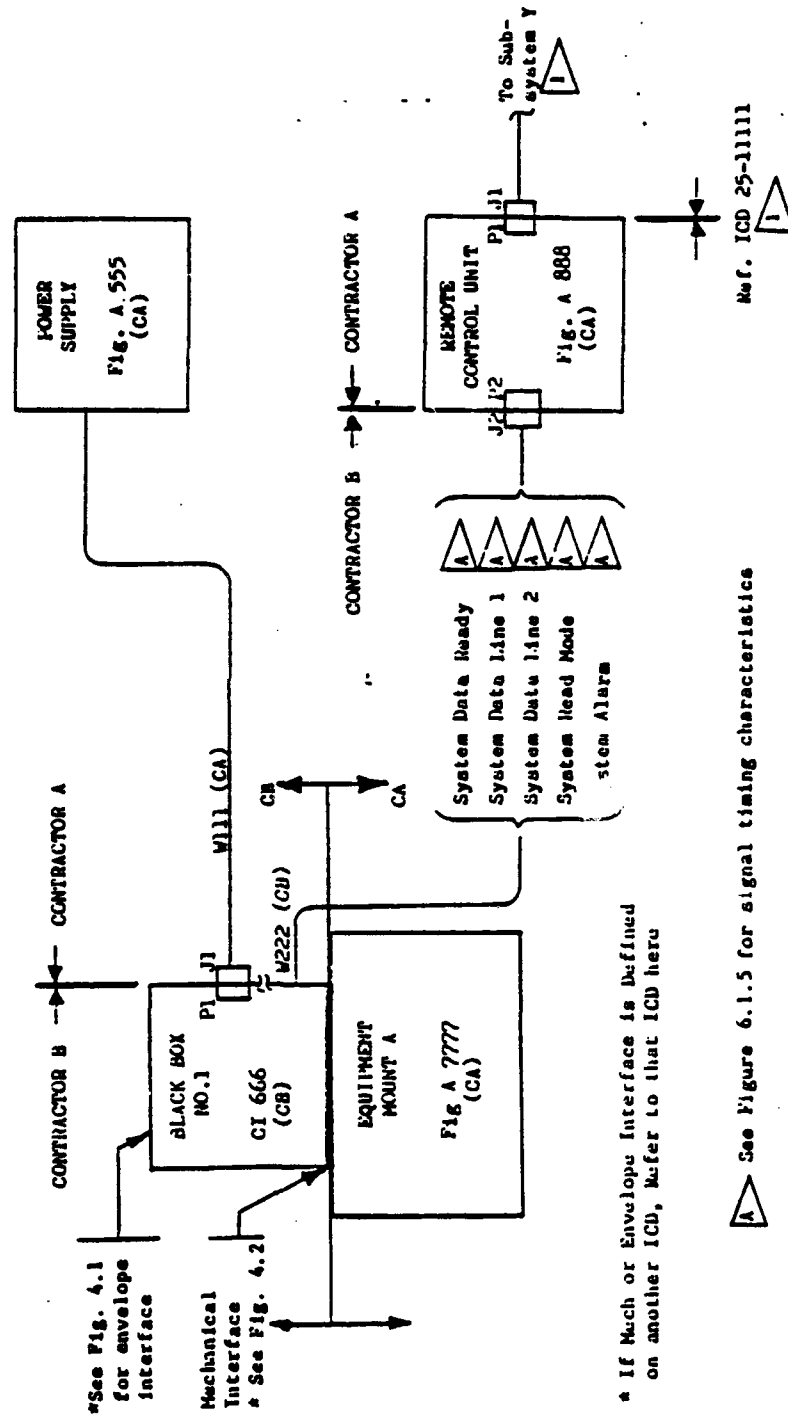 *See Fig. 4.1
for envelope
interface
Mechanical
Interface
* See Fig. 4.2
CONTRACTOR B
CONTRACTOR A
BLACK BOX
NO.1
CI 666
(CB)
P1
J1
W111 (CA)
W222 (CB)
POWER
SUPPLY
Fig. A 555
(CA)
EQUIPMENT
MOUNT A
Fig A 7777
(CA)
CB
CA
System Data Ready
System Data Line 1
System Data Line 2
System Read Mode
stem Alarm
A
A
A
A
A
CONTRACTOR B
CONTRACTOR A
J2
P2
REMOTE
CONTROL UNIT
Fig. A 888
(CA)
P1
J1
To Sub-
system Y
1
Ref. ICD 25-11111
1
* If Mech or Envelope Interface is Defined
on another ICD, Refer to that ICD here
A
See Figure 6.1.5 for signal timing characteristics